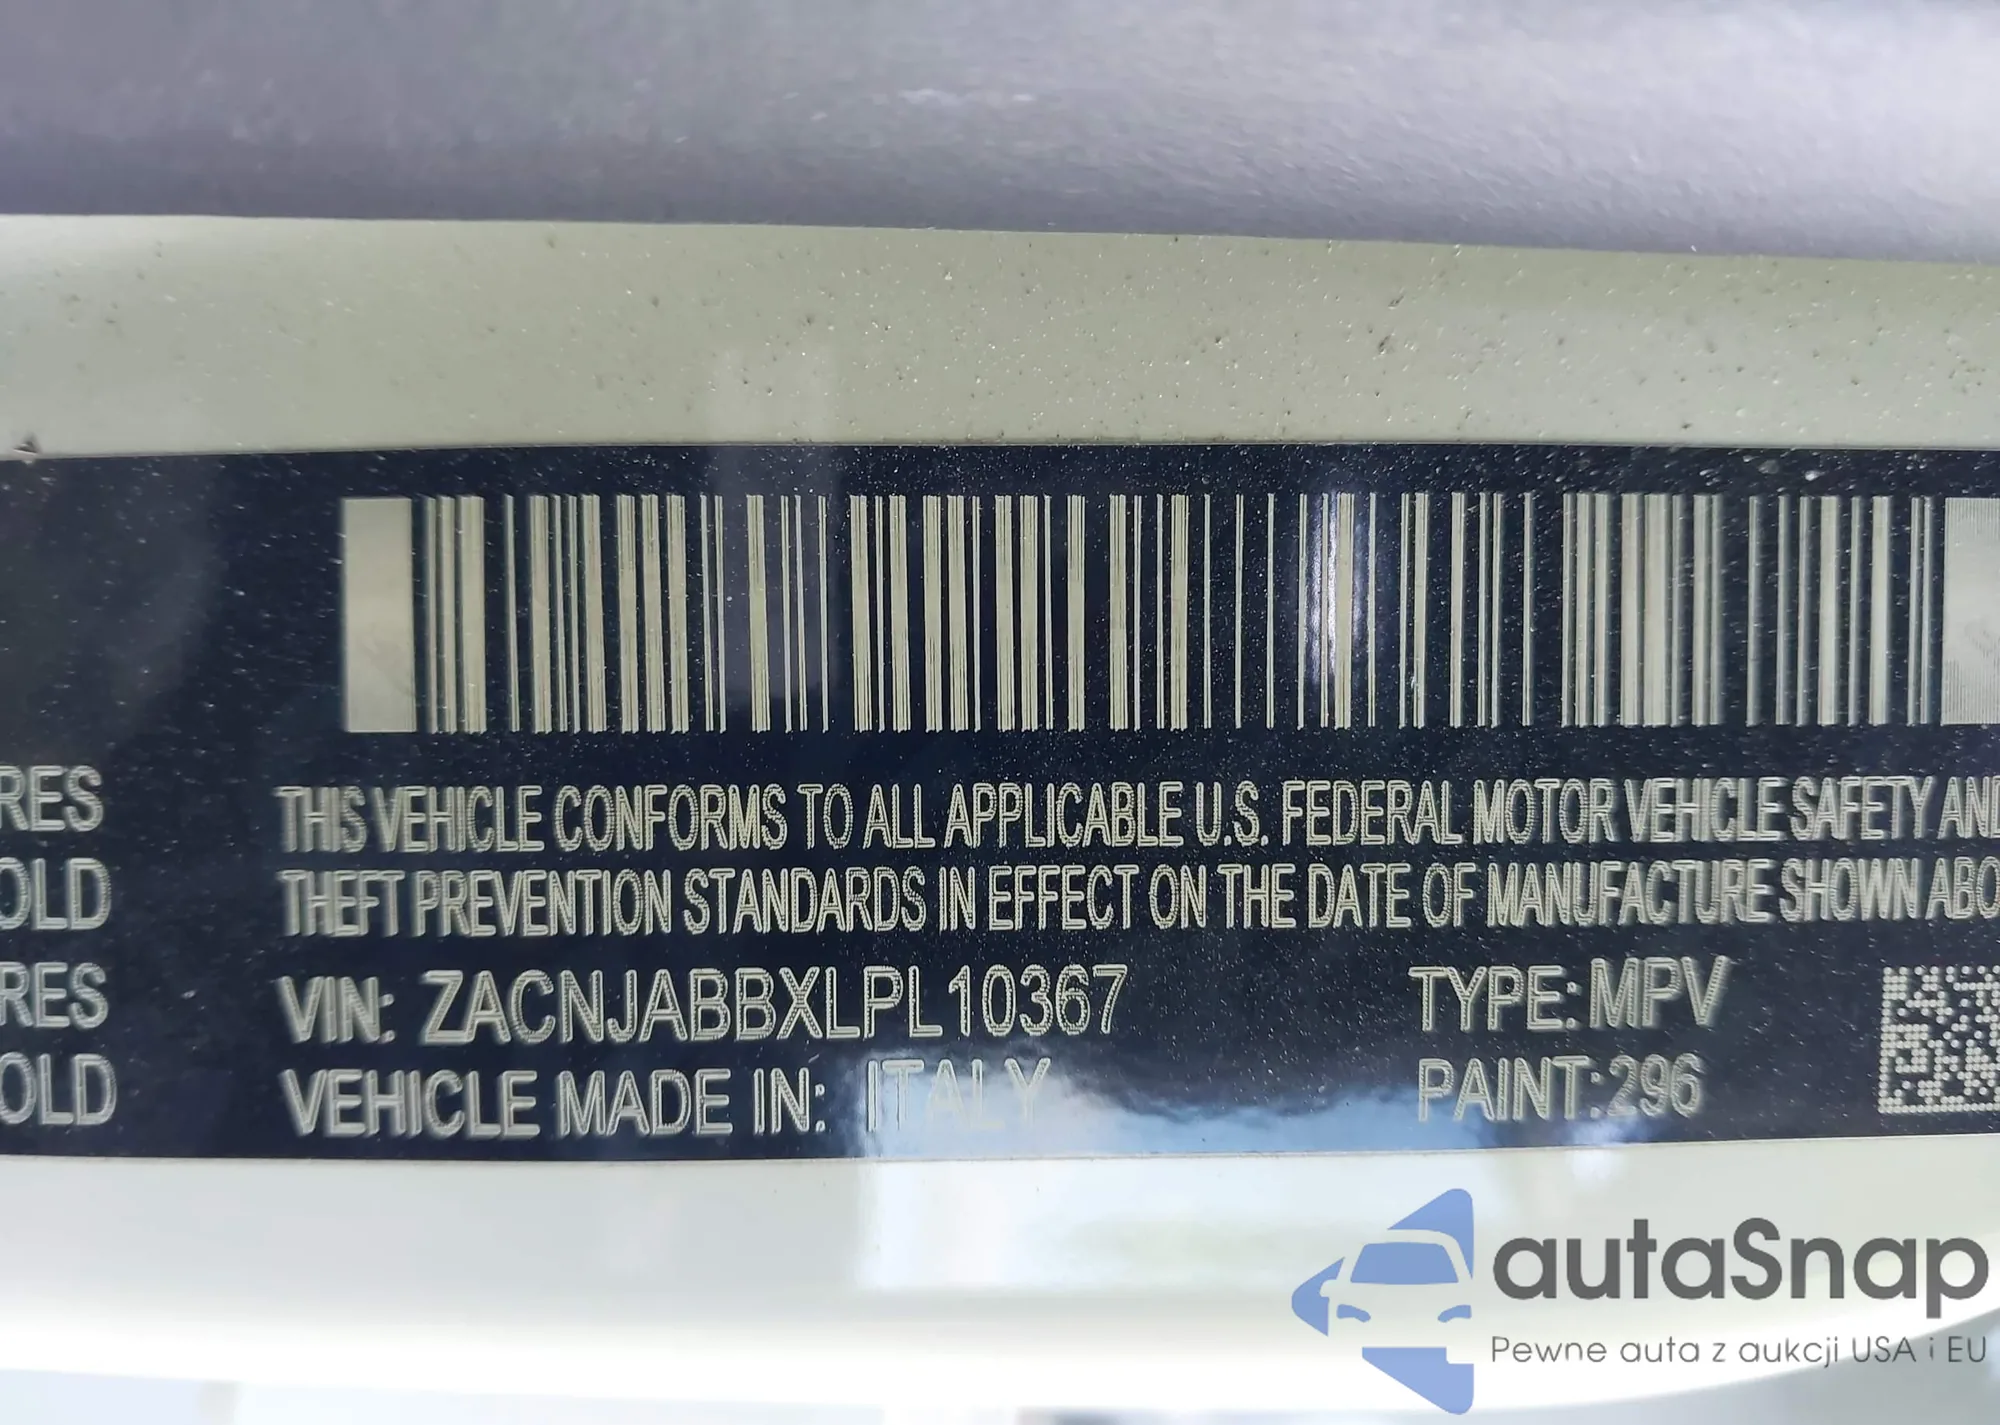 RES
OLD
RES
OLD
THIS VEHICLE CONFORMS TO ALL APPLICABLE U.S. FEDERAL MOTOR VEHICLE SAFETY AND
THEFT PREVENTION STANDARDS IN EFFECT ON THE DATE OF MANUFACTURE SHOWN ABO
VIN: ZACNJABBXLPL10367
TYPE: MPV
VEHICLE MADE IN: ITALY
PAINT: 296
autaSnap
Pewne auta z aukcji USA i EU